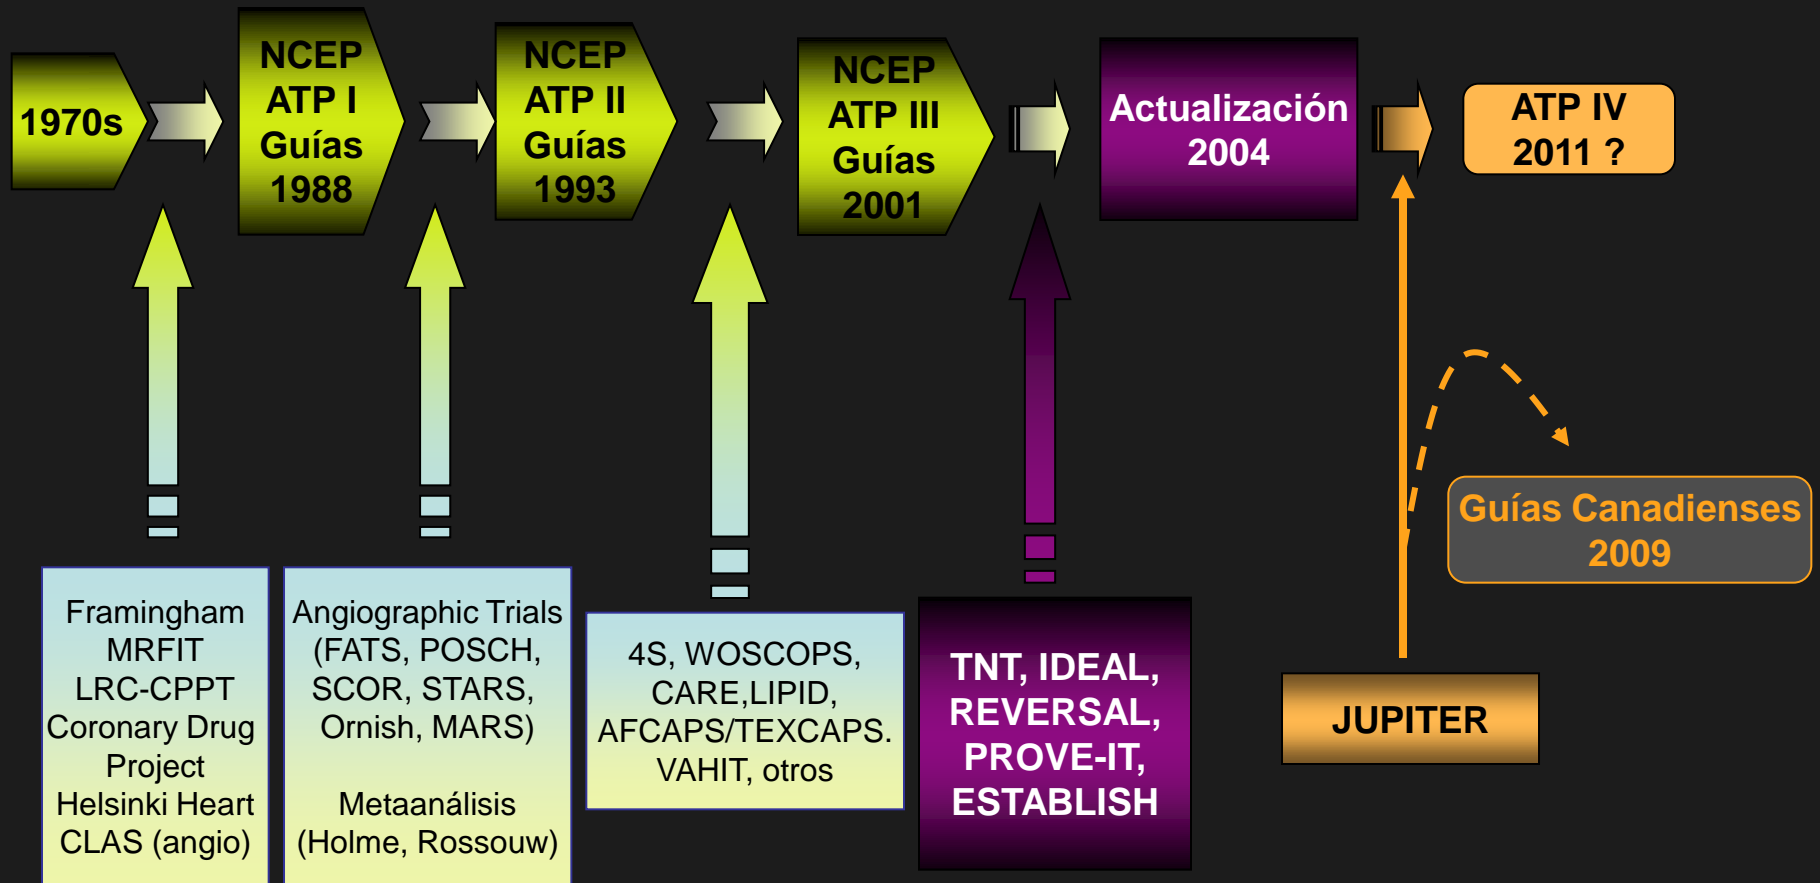 1970s
NCEP
ATP I
Guías
1988
NCEP
ATP II
Guías
1993
NCEP
ATP III
Guías
2001
Actualización
2004
ATP IV
2011 ?
Guías Canadienses
2009
Framingham
MRFIT
LRC-CPPT
Coronary Drug
Project
Helsinki Heart
CLAS (angio)
Angiographic Trials
(FATS, POSCH,
SCOR, STARS,
Ornish, MARS)
Metaanálisis
(Holme, Rossouw)
4S, WOSCOPS,
CARE,LIPID,
AFCAPS/TEXCAPS.
VAHIT, otros
TNT, IDEAL,
REVERSAL,
PROVE-IT,
ESTABLISH
JUPITER